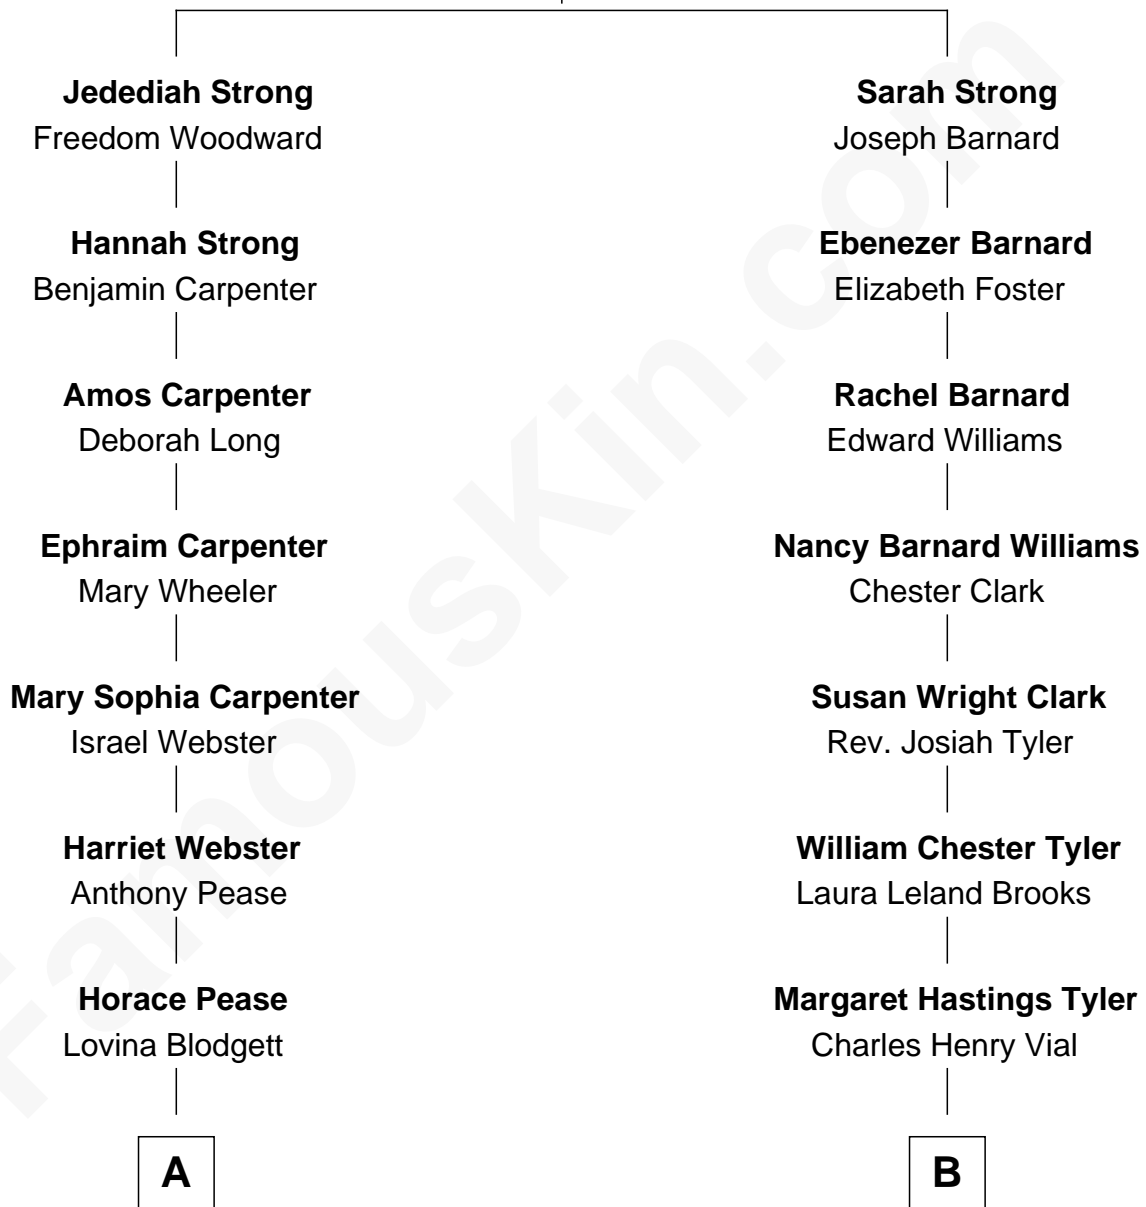 Jedediah Strong
Freedom Woodward
Hannah Strong
Benjamin Carpenter
Amos Carpenter
Deborah Long
Ephraim Carpenter
Mary Wheeler
Mary Sophia Carpenter
Israel Webster
Harriet Webster
Anthony Pease
Horace Pease
Lovina Blodgett
A
Sarah Strong
Joseph Barnard
Ebenezer Barnard
Elizabeth Foster
Rachel Barnard
Edward Williams
Nancy Barnard Williams
Chester Clark
Susan Wright Clark
Rev. Josiah Tyler
William Chester Tyler
Laura Leland Brooks
Margaret Hastings Tyler
Charles Henry Vial
B
FamousKin.com